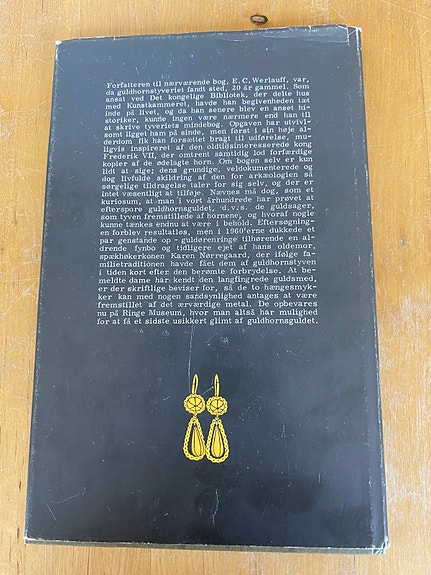 Forfatteren til nærværende bog, E. C. Werlauff, var,
da guldhornstyveriet fandt sted, 20 år gammel. Som
ansat ved Det kongelige Bibliotek, der delte hus
med Kunstkammeret, havde han begivenheden tæt
inde på livet, og da han senere blev en anset hi-
storiker, kunne ingen være nærmere end han til
at skrive tyveriets mindebog. Opgaven har utvivl-
somt ligget ham på sinde, men først i sin høje al-
derdom fik han forsættet bragt til udførelse, mu-
ligvis inspireret af den oldtidsinteresserede kong
Frederik VII, der omtrent samtidig lod forfærdige
kopier af de ødelagte horn. Om bogen selv er kun
lidt at sige; dens grundige, veldokumenterede og
dog livfulde skildring af den for arkæologien så
sørgelige tildragelse taler for sig selv, og der er
intet væsentligt at tilføje. Nævnes må dog, som et
kuriosum, at man i vort århundrede har prøvet at
efterspore guldhornsguldet, d.v.s. de guldsager,
som tyven fremstillede af hornene, og hvoraf nogle
kunne tænkes endnu at være i behold. Eftersøgning-
en forblev resultatløs, men i 1960'erne dukkede et
par genstande op - guldørenringe tilhørende en al-
drende fynbo og tidligere ejet af hans oldemor,
spækhøkerkonen Karen Nørregaard, der ifølge fa-
milietraditionen havde fået dem af guldhornstyven
i tiden kort efter den berømte forbrydelse. At be-
meldte dame har kendt den langfingrede guldsmed,
er der skriftlige beviser for, så de to hængesmyk-
ker kan med nogen sandsynlighed antages at være
fremstillet af det ærværdige metal. De opbevares
nu på Ringe Museum, hvor man altså har mulighed
for at få et sidste usikkert glimt af guldhornsguldet.